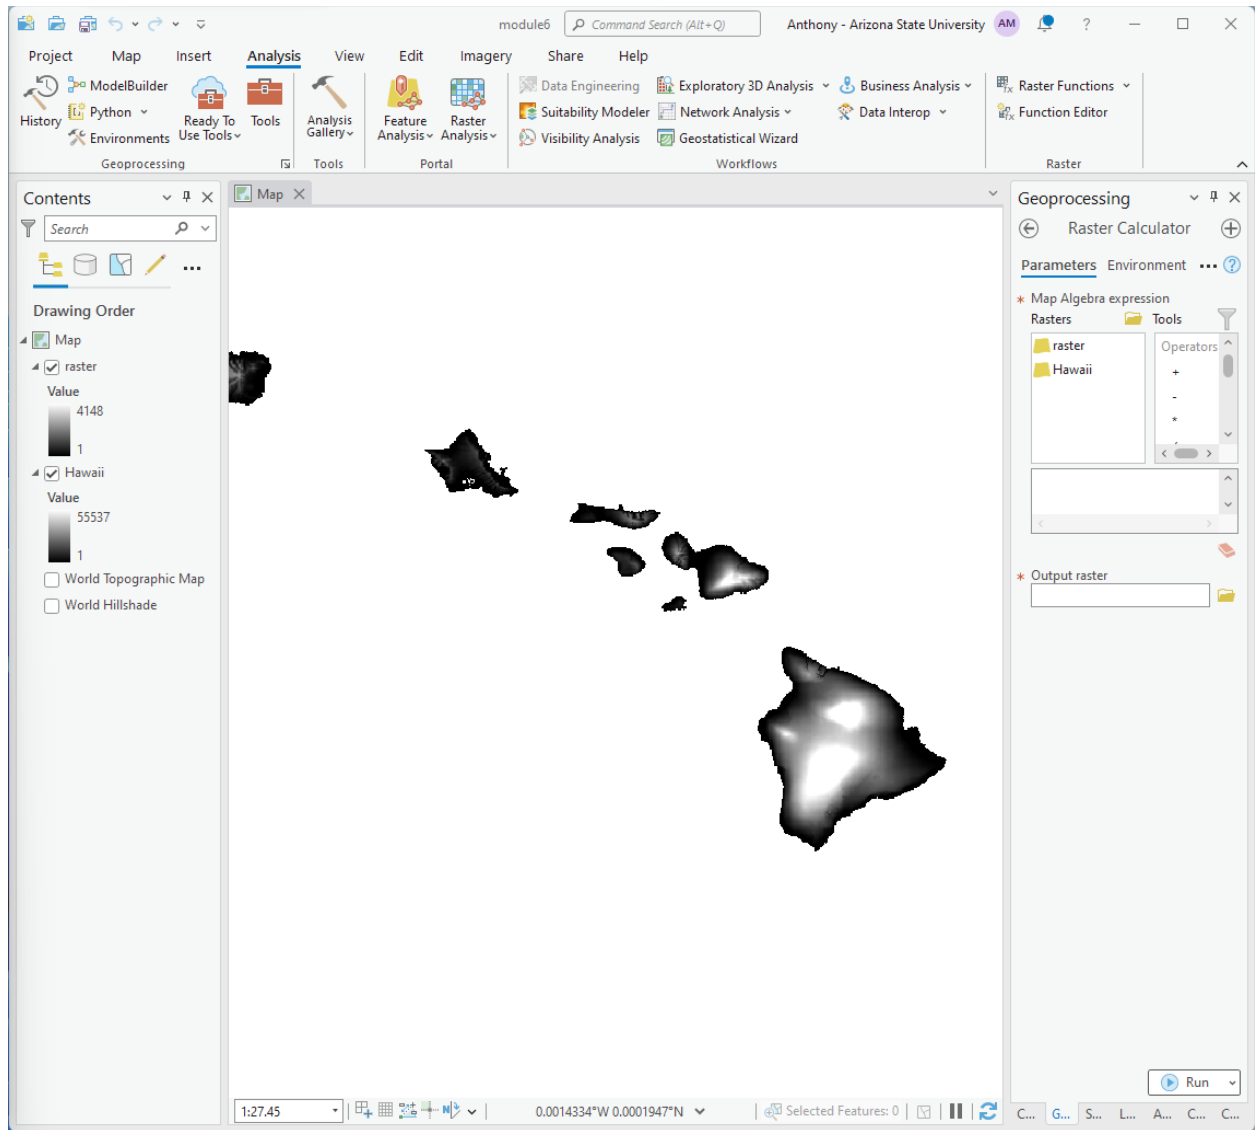 module6
Command Search (Alt+Q)
Anthony - Arizona State University
AM
?
Project Map Insert Analysis View Edit Imagery Share Help
History
ModelBuilder
Python
Environments
Ready To Use Tools
Tools
Geoprocessing
Analysis Gallery
Tools
Feature Analysis
Raster Analysis
Portal
Data Engineering
Suitability Modeler
Visibility Analysis
Exploratory 3D Analysis
Network Analysis
Geostatistical Wizard
Business Analysis
Data Interop
Workflows
Raster Functions
Function Editor
Raster
Contents
Search
Drawing Order
Map
raster
Value
4148
1
Hawaii
Value
55537
1
World Topographic Map
World Hillshade
Map
1:27.45
0.0014334°W 0.0001947°N
Selected Features: 0
Geoprocessing
Raster Calculator
Parameters Environment
?
* Map Algebra expression
Rasters
Tools
raster
Hawaii
Operators
+
-
*
* Output raster
Run
C... G... S... L... A... C... C...